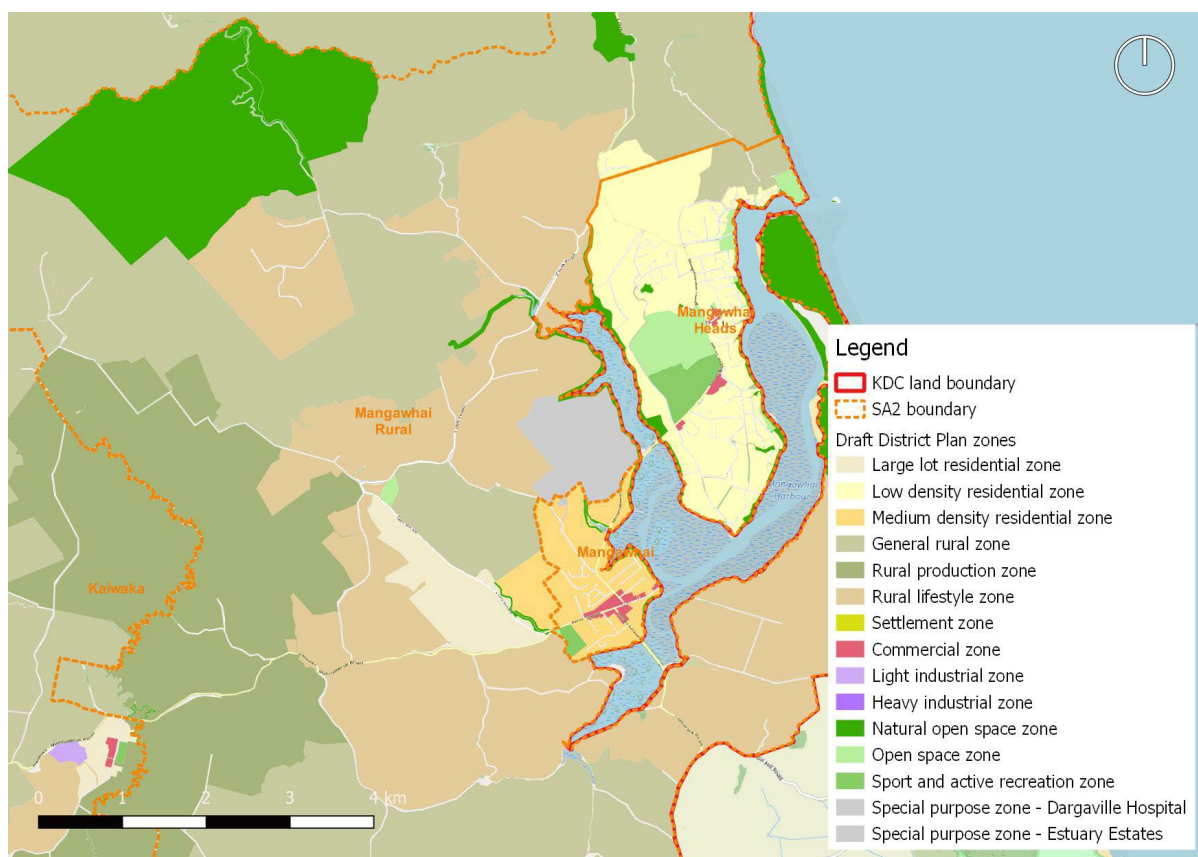 Mangawhai
Heads
Mangawhai
Rural
Mangawhai
Harbour
Mangawhai
Kaiwaka
0 1 2 3 4 km
Legend
KDC land boundary
SA2 boundary
Draft District Plan zones
Large lot residential zone
Low density residential zone
Medium density residential zone
General rural zone
Rural production zone
Rural lifestyle zone
Settlement zone
Commercial zone
Light industrial zone
Heavy industrial zone
Natural open space zone
Open space zone
Sport and active recreation zone
Special purpose zone - Dargaville Hospital
Special purpose zone - Estuary Estates